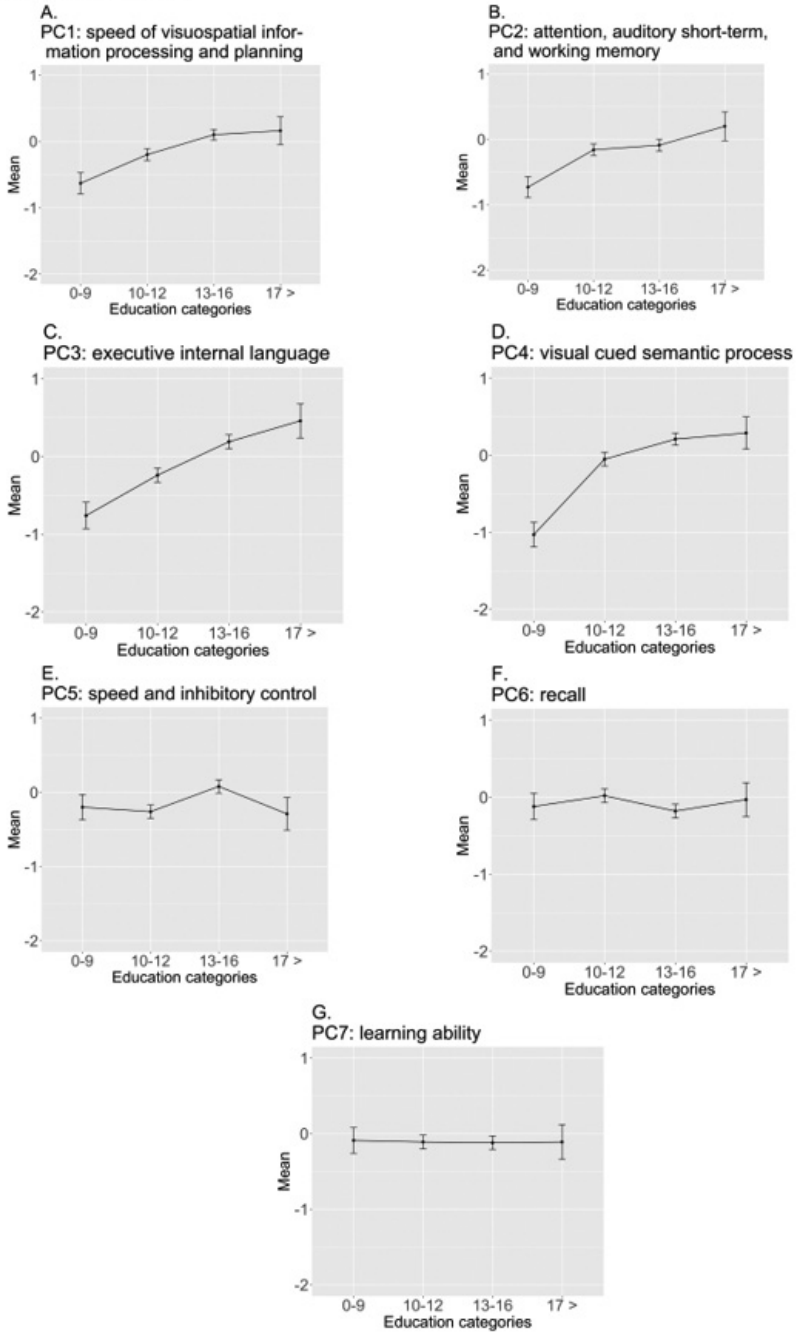 A.
PC1: speed of visuospatial infor-
mation processing and planning
1
0
-1
-2
Mean
0-9 10-12 13-16 17 >
Education categories
B.
PC2: attention, auditory short-term,
and working memory
1
0
-1
-2
Mean
0-9 10-12 13-16 17 >
Education categories
C.
PC3: executive internal language
1
0
-1
-2
Mean
0-9 10-12 13-16 17 >
Education categories
D.
PC4: visual cued semantic process
1
0
-1
-2
Mean
0-9 10-12 13-16 17 >
Education categories
E.
PC5: speed and inhibitory control
1
0
-1
-2
Mean
0-9 10-12 13-16 17 >
Education categories
F.
PC6: recall
1
0
-1
-2
Mean
0-9 10-12 13-16 17 >
Education categories
G.
PC7: learning ability
1
0
-1
-2
Mean
0-9 10-12 13-16 17 >
Education categories